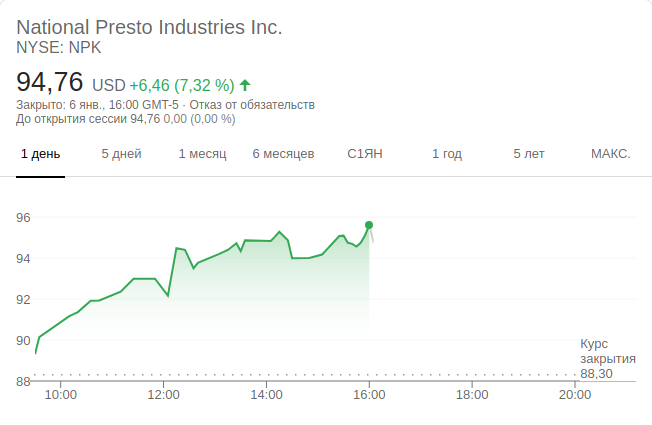 National Presto Industries Inc.
NYSE: NPK
94,76 USD +6,46 (7,32 %)
Закрыто: 6 янв., 16:00 GMT-5 · Отказ от обязательств
До открытия сессии 94,76 0,00 (0,00 %)
1 день 5 дней 1 месяц 6 месяцев С1ЯН 1 год 5 лет МАКС.
96
94
92
90
Курс
закрытия
88,30
88
10:00 12:00 14:00 16:00 18:00 20:00